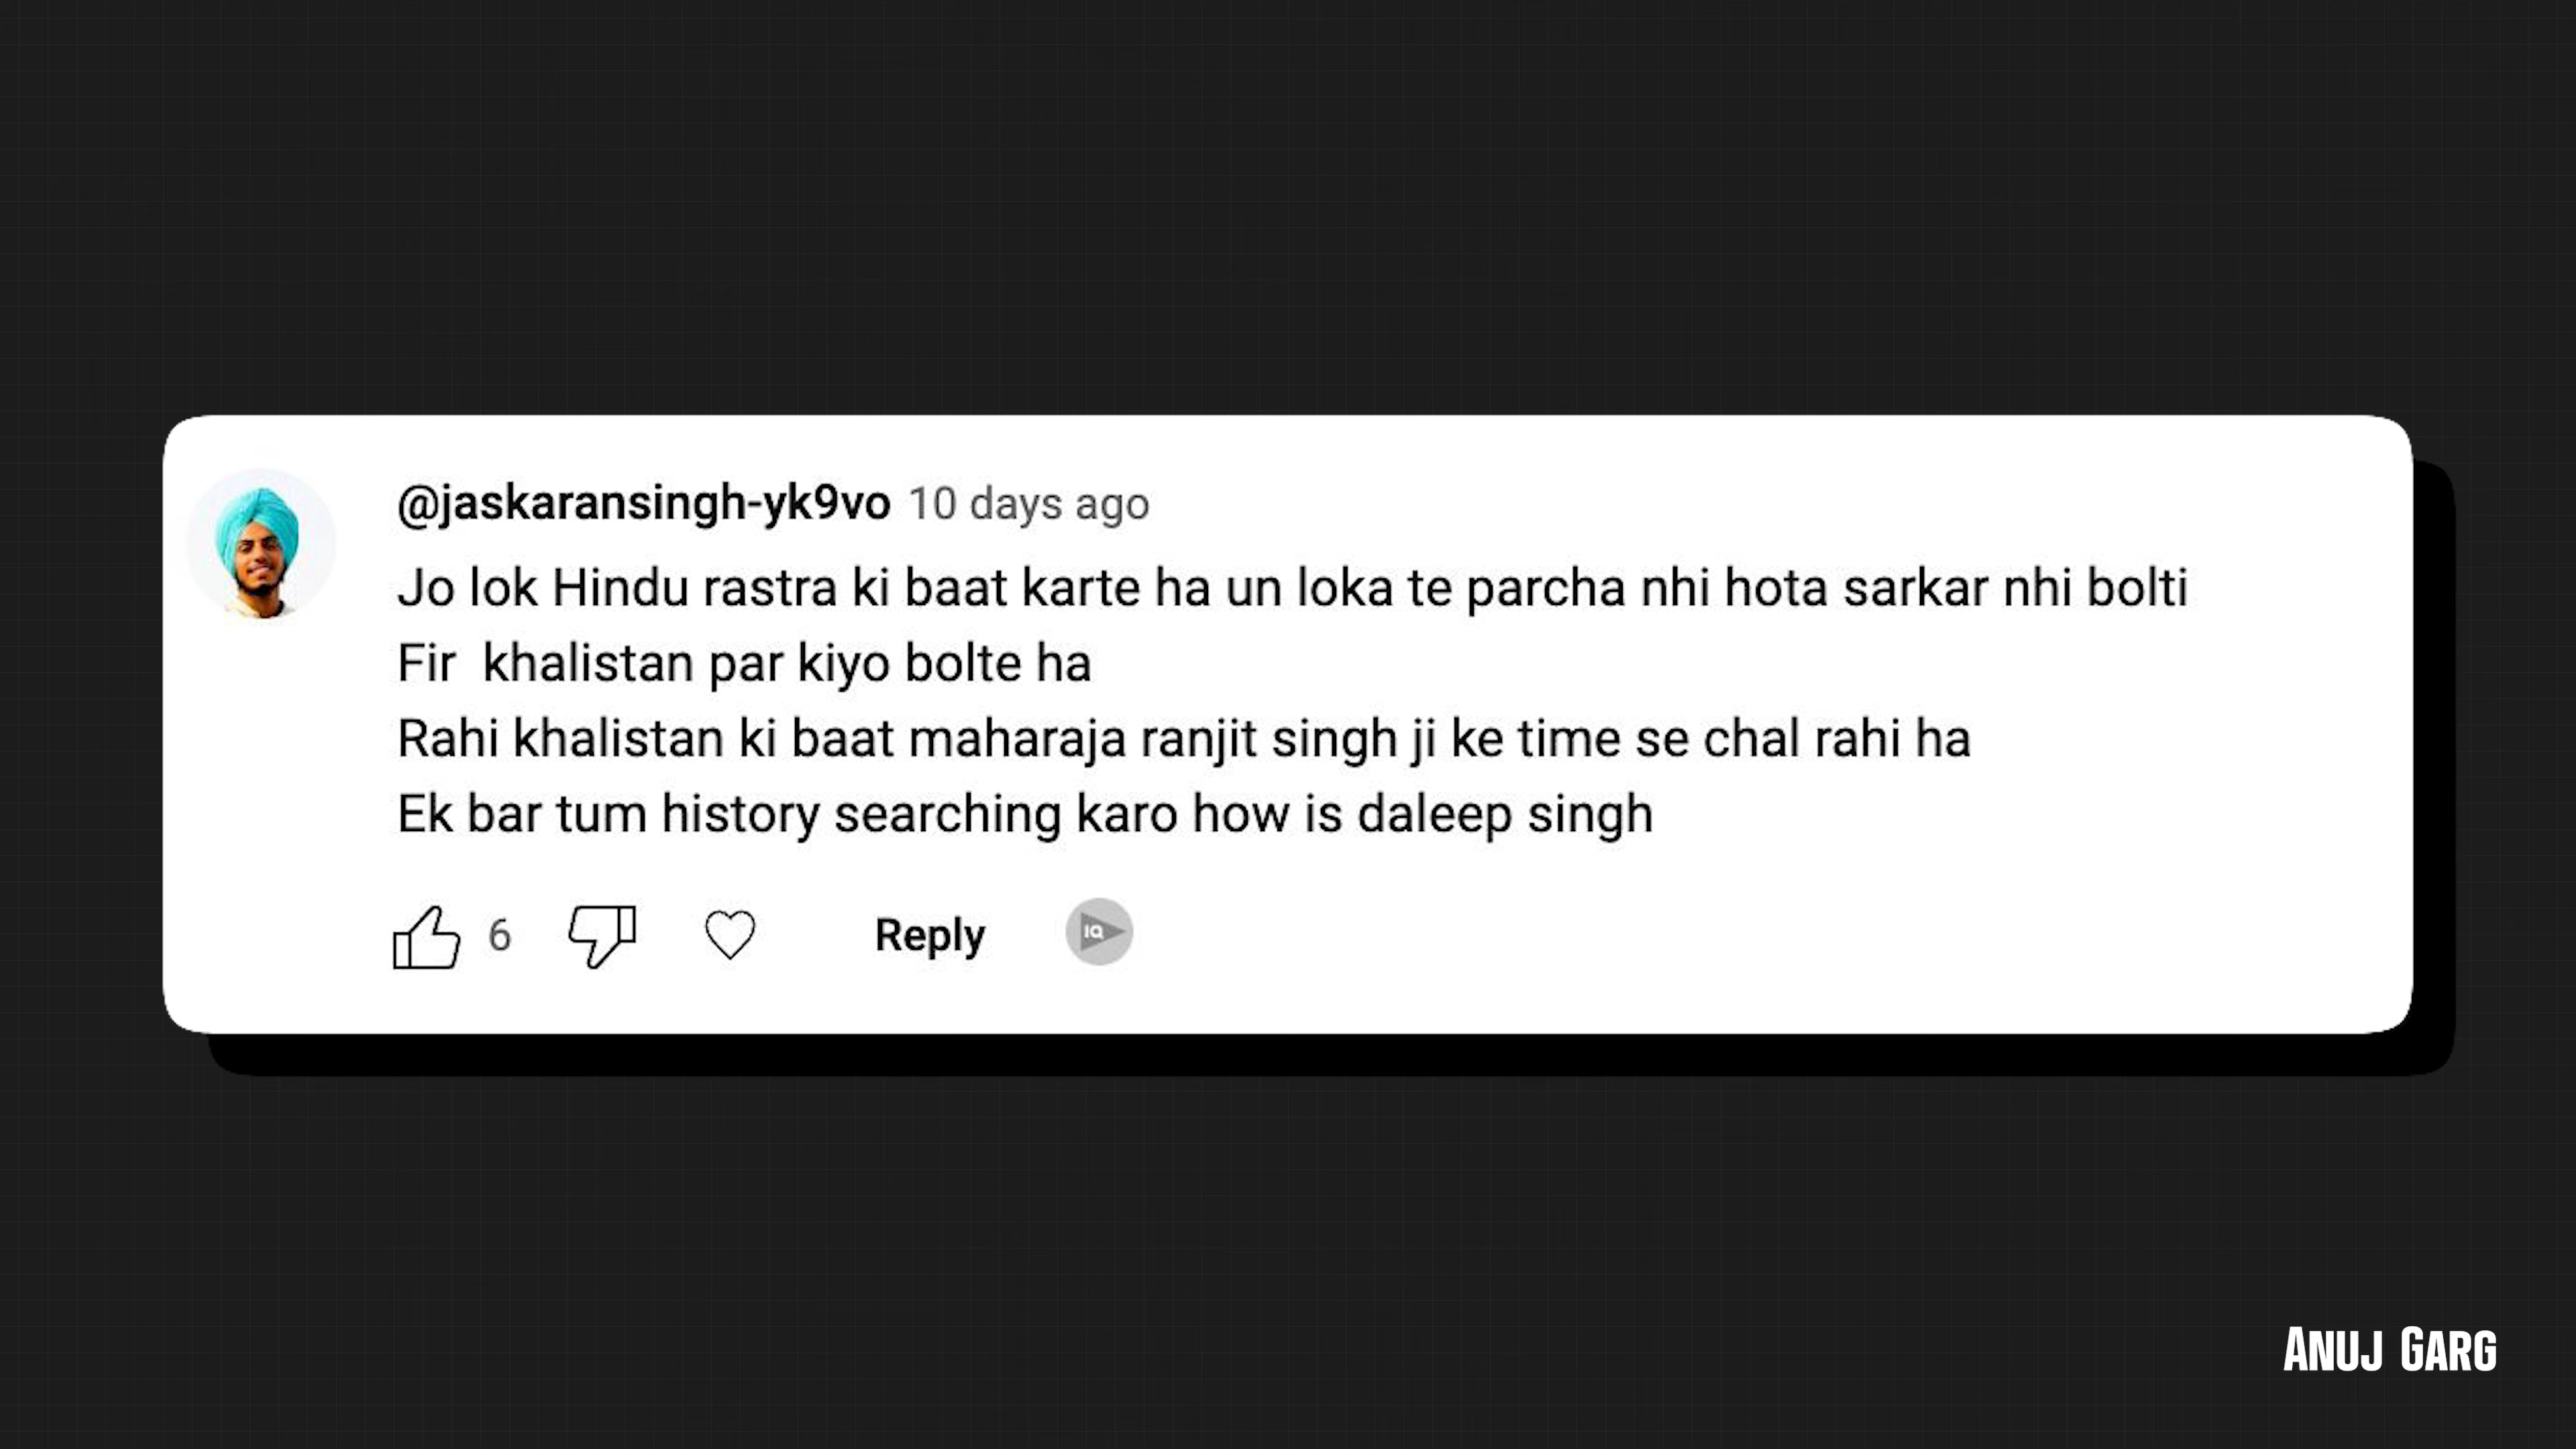 @jaskaransingh-yk9vo 10 days ago
Jo lok Hindu rastra ki baat karte ha un loka te parcha nhi hota sarkar nhi bolti
Fir khalistan par kiyo bolte ha
Rahi khalistan ki baat maharaja ranjit singh ji ke time se chal rahi ha
Ek bar tum history searching karo how is daleep singh
6 Reply IQ
ANUJ GARG